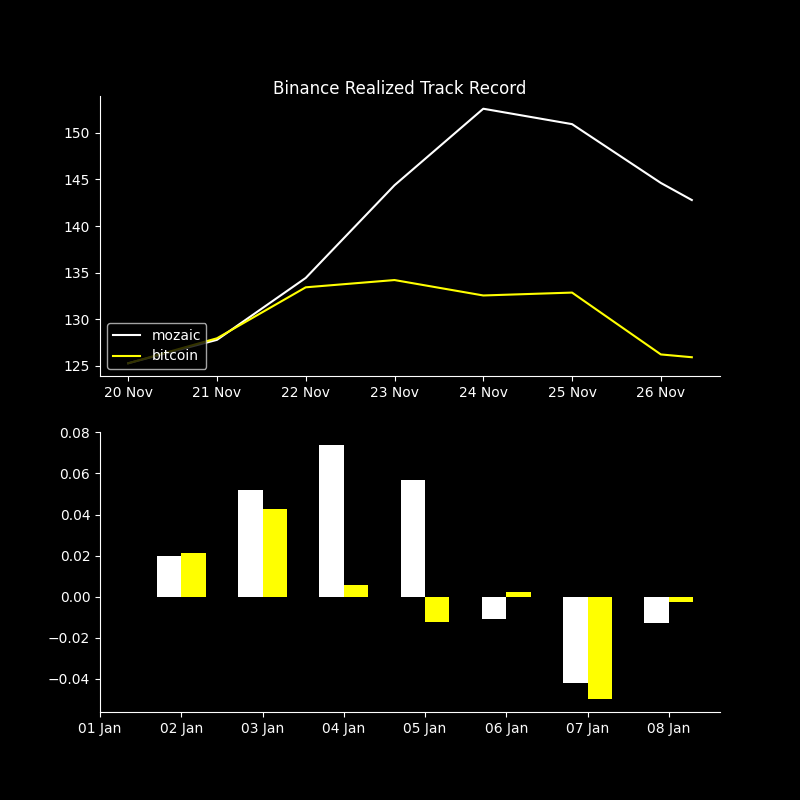 Binance Realized Track Record
150
145
140
135
130
125
mozaic
bitcoin
20 Nov 21 Nov 22 Nov 23 Nov 24 Nov 25 Nov 26 Nov
0.08
0.06
0.04
0.02
0.00
−0.02
−0.04
01 Jan 02 Jan 03 Jan 04 Jan 05 Jan 06 Jan 07 Jan 08 Jan